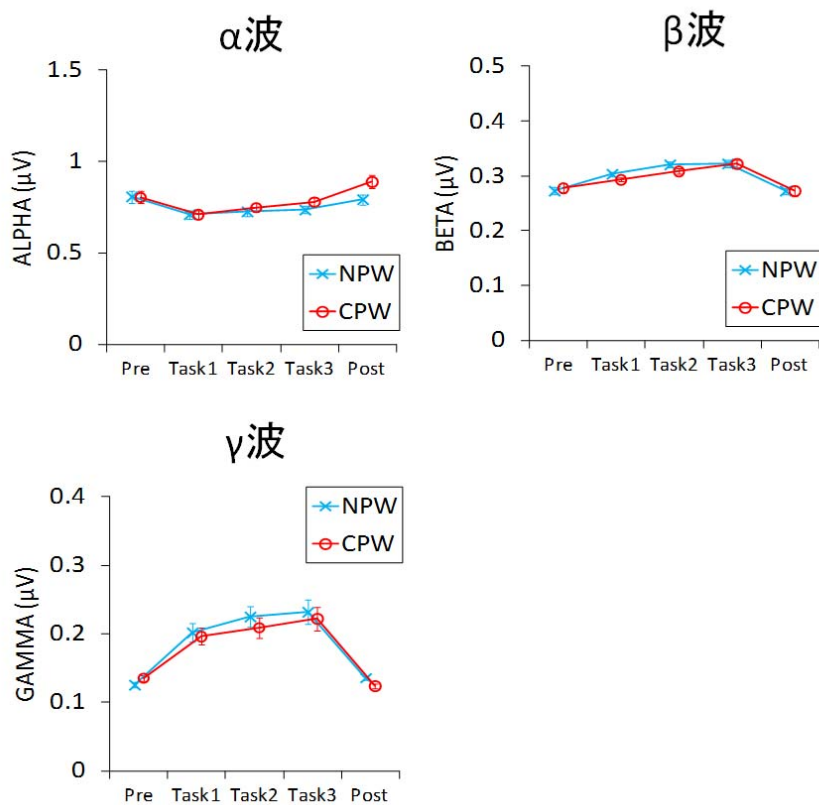 α波
1.5
1
0.5
0
ALPHA (μV)
NPW
CPW
Pre Task1 Task2 Task3 Post
β波
0.5
0.4
0.3
0.2
0.1
0
BETA (μV)
NPW
CPW
Pre Task1 Task2 Task3 Post
γ波
0.4
0.3
0.2
0.1
0
GAMMA (μV)
NPW
CPW
Pre Task1 Task2 Task3 Post